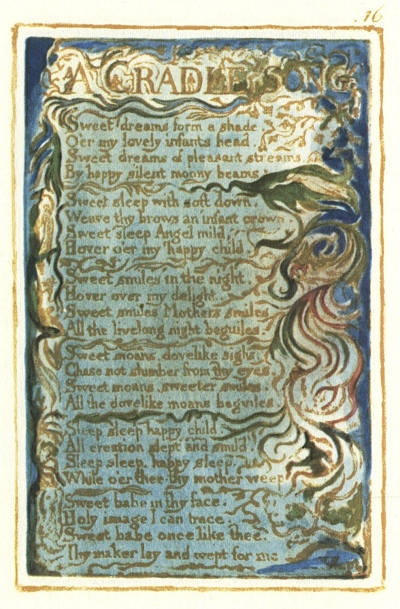 .16
A CRADLE SONG
Sweet dreams form a shade
O'er my lovely infants head.
Sweet dreams of pleasant streams
By happy silent moony beams
Sweet sleep with soft down
Weave thy brows an infant crown
Sweet sleep Angel mild,
Hover o'er my happy child
Sweet smiles in the night.
Hover over my delight.
Sweet smiles Mothers smiles
All the livelong night beguiles.
Sweet moans, dovelike sighs,
Chase not slumber from thy eyes
Sweet moans, sweeter smiles.
All the dovelike moans beguiles.
Sleep sleep happy child.
All creation slept and smil'd.
Sleep sleep, happy sleep,
While o'er thee thy mother weep
Sweet babe in thy face,
Holy image I can trace.
Sweet babe once like thee,
Thy maker lay and wept for me